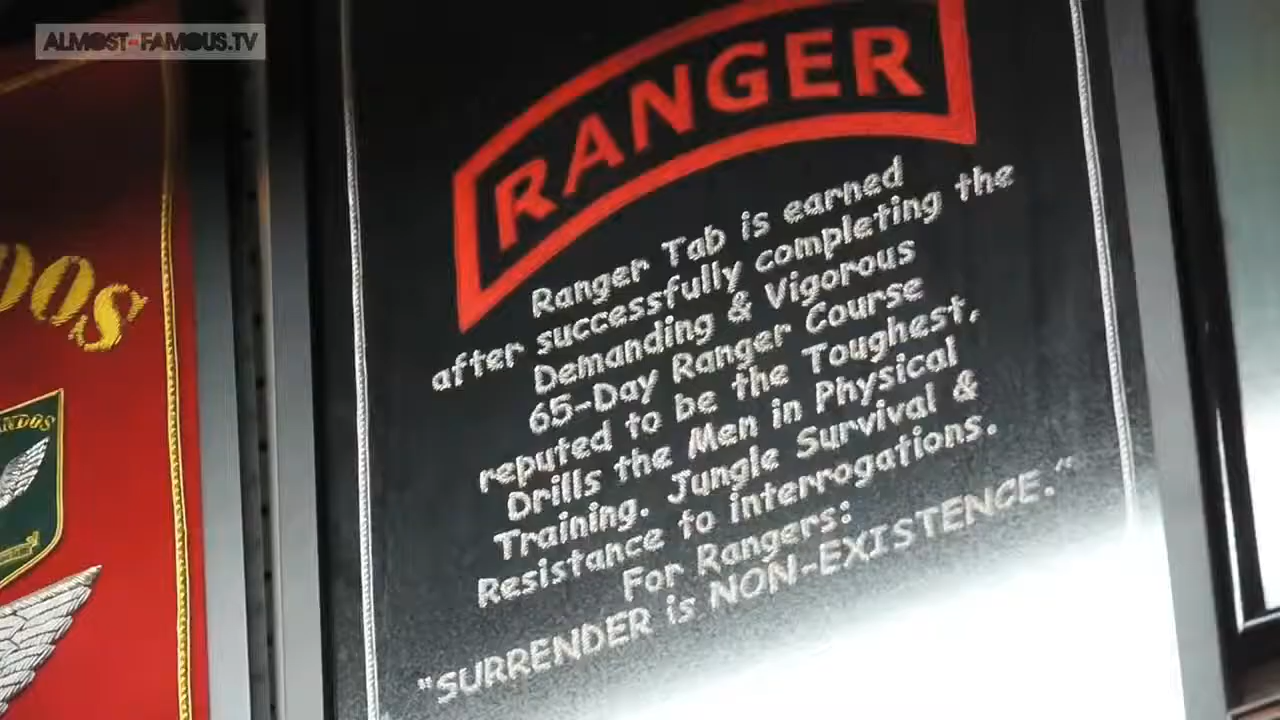 ALMOST-FAMOUS.TV
RANGER
Ranger Tab is earned
after successfully completing the
Demanding & Vigorous
65-Day Ranger Course
reputed to be the Toughest,
Drills the Men in Physical
Training. Jungle Survival &
Resistance to interrogations.
For Rangers:
"SURRENDER is NON-EXISTENCE."
DOS
NDOS